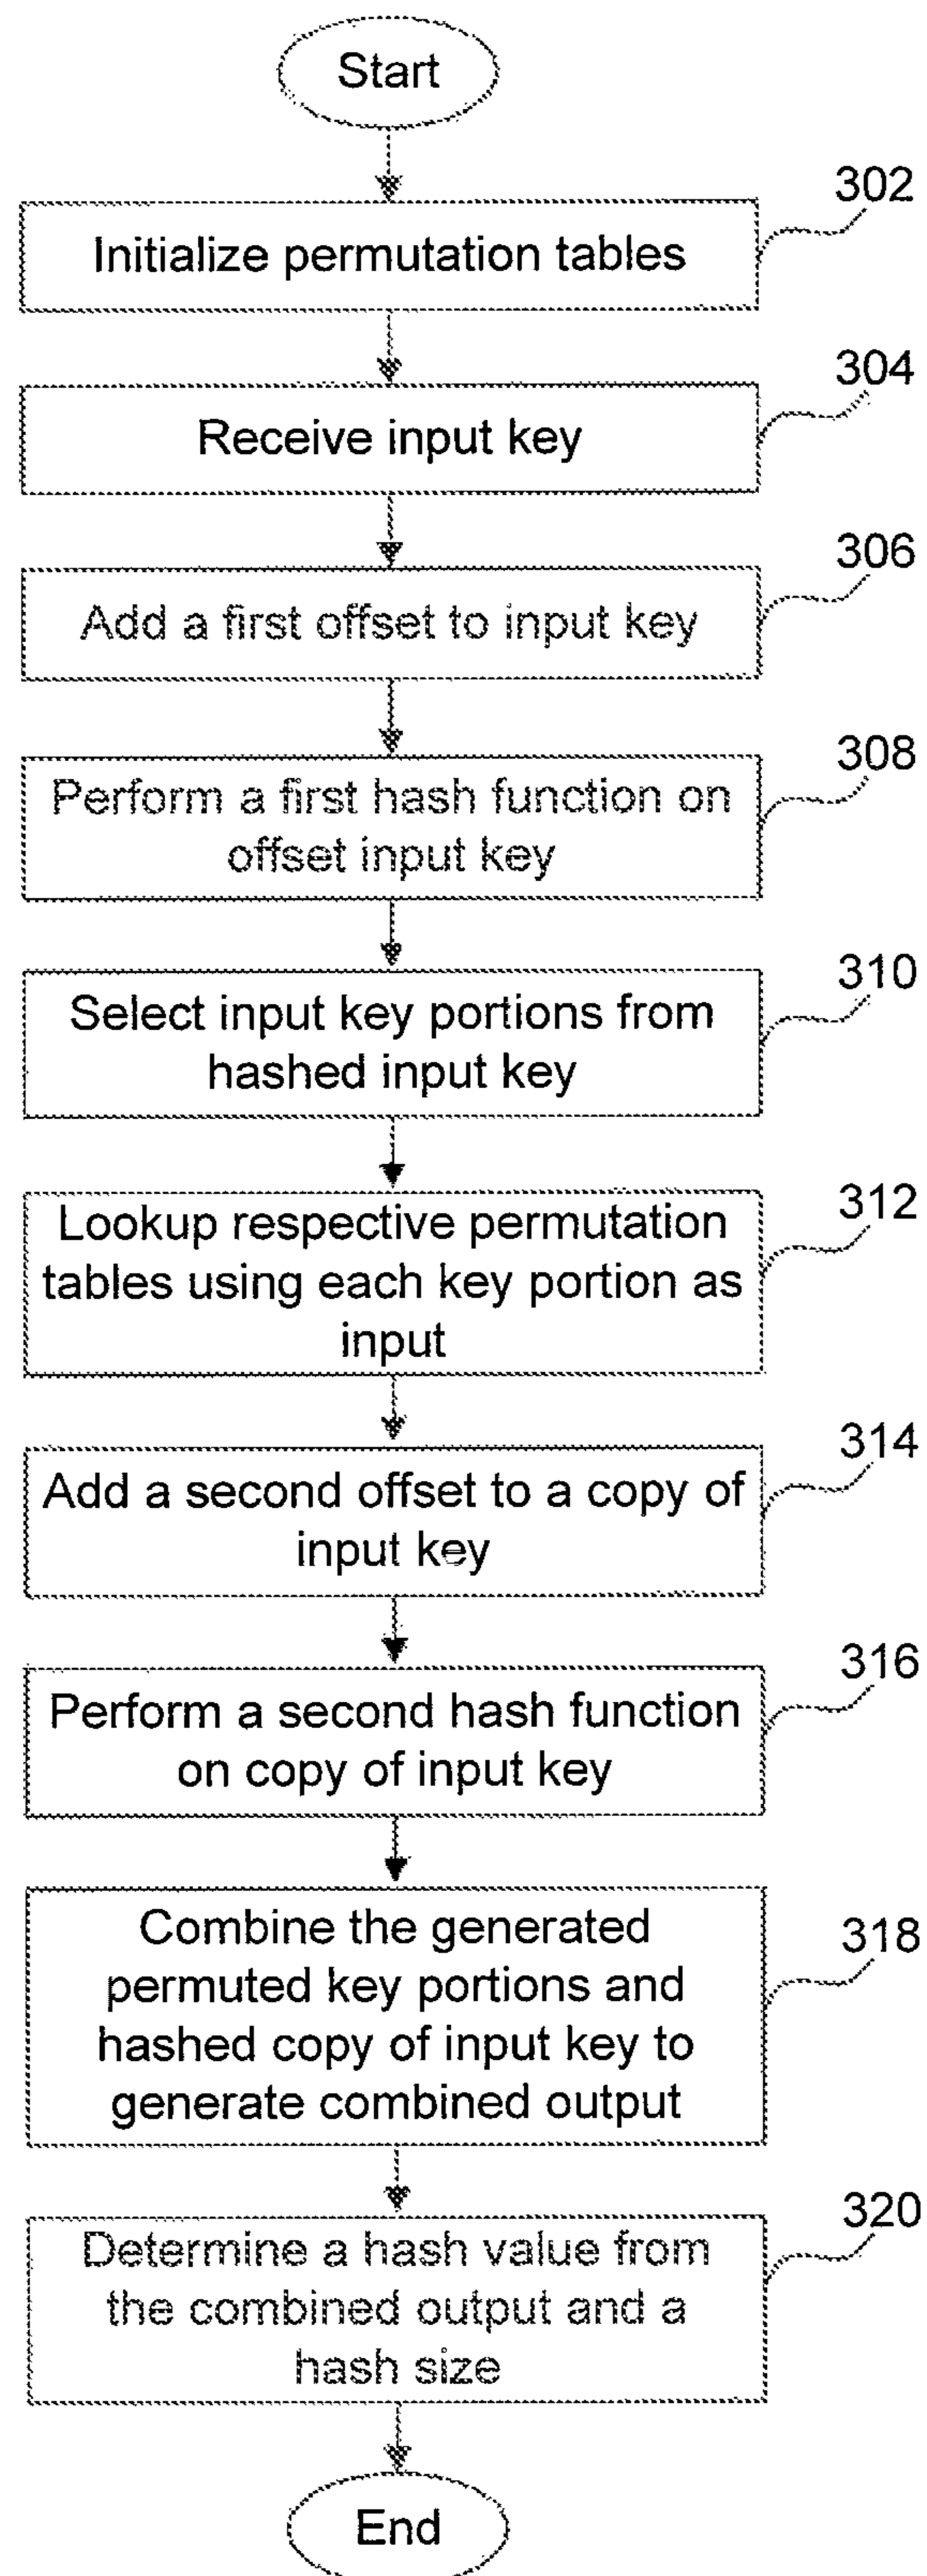 Start
302
Initialize permutation tables
304
Receive input key
306
Add a first offset to input key
308
Perform a first hash function on
offset input key
310
Select input key portions from
hashed input key
312
Lookup respective permutation
tables using each key portion as
input
314
Add a second offset to a copy of
input key
316
Perform a second hash function
on copy of input key
318
Combine the generated
permuted key portions and
hashed copy of input key to
generate combined output
320
Determine a hash value from
the combined output and a
hash size
End